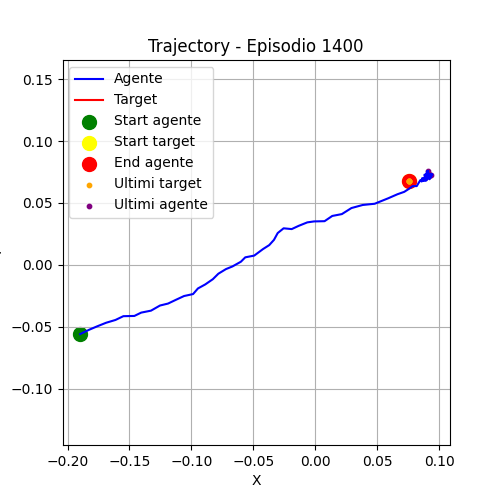 Trajectory - Episodio 1400
Agente
Target
Start agente
Start target
End agente
Ultimi target
Ultimi agente
0.15
0.10
0.05
0.00
−0.05
−0.10
−0.20
−0.15
−0.10
−0.05
0.00
0.05
0.10
X